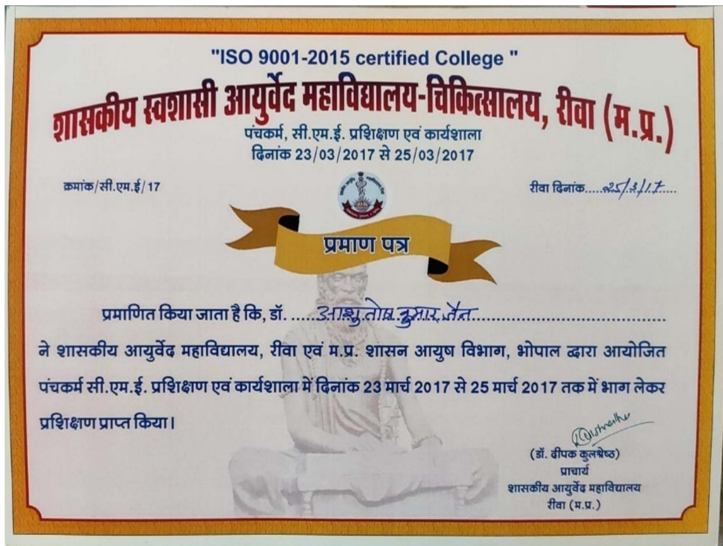 "ISO 9001-2015 certified College "
शासकीय स्वशासी आयुर्वेद महाविद्यालय-चिकित्सालय, रीवा (म.प्र.)
पंचकर्म, सी.एम.ई. प्रशिक्षण एवं कार्यशाला
दिनांक 23/03/2017 से 25/03/2017
क्रमांक/सी.एम.ई/17
रीवा दिनांक.....25/3/17.....
प्रमाण पत्र
प्रमाणित किया जाता है कि, डॉ. .....आशुतोष कुमार जैन.....
ने शासकीय आयुर्वेद महाविद्यालय, रीवा एवं म.प्र. शासन आयुष विभाग, भोपाल द्वारा आयोजित
पंचकर्म सी.एम.ई. प्रशिक्षण एवं कार्यशाला में दिनांक 23 मार्च 2017 से 25 मार्च 2017 तक में भाग लेकर
प्रशिक्षण प्राप्त किया।
(डॉ. दीपक कुलश्रेष्ठ)
प्राचार्य
शासकीय आयुर्वेद महाविद्यालय
रीवा (म.प्र.)